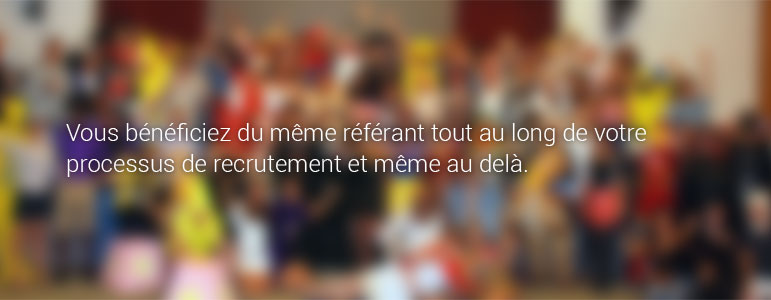 Vous bénéficiez du même référant tout au long de votre
processus de recrutement et même au delà.